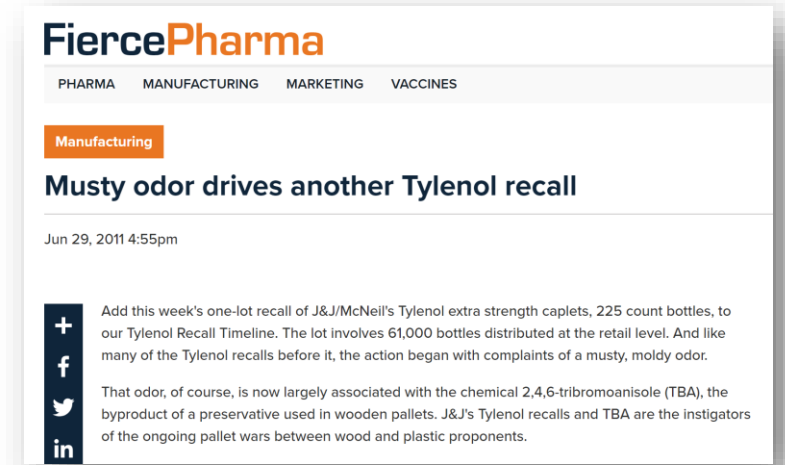 FiercePharma
PHARMA MANUFACTURING MARKETING VACCINES
Manufacturing
Musty odor drives another Tylenol recall
Jun 29, 2011 4:55pm
Add this week's one-lot recall of J&J/McNeil's Tylenol extra strength caplets, 225 count bottles, to
our Tylenol Recall Timeline. The lot involves 61,000 bottles distributed at the retail level. And like
many of the Tylenol recalls before it, the action began with complaints of a musty, moldy odor.
That odor, of course, is now largely associated with the chemical 2,4,6-tribromoanisole (TBA), the
byproduct of a preservative used in wooden pallets. J&J's Tylenol recalls and TBA are the instigators
of the ongoing pallet wars between wood and plastic proponents.